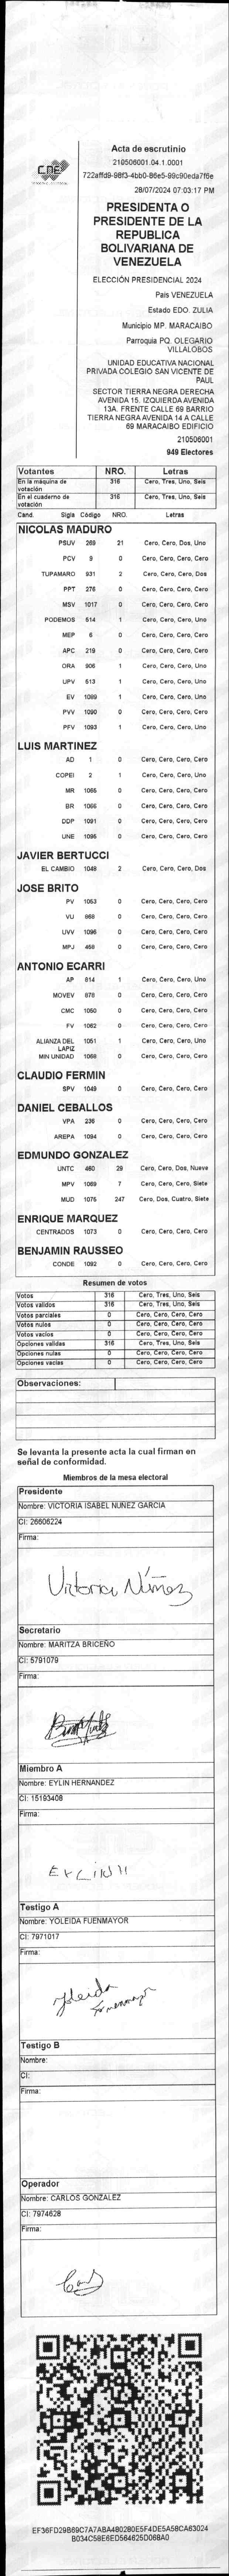 CNE
Acta de escrutinio
210506001.04.1.0001
722affd9-98f3-4bb0-86e5-99c90eda7f6e
28/07/2024 07:03:17 PM
PRESIDENTA O
PRESIDENTE DE LA
REPUBLICA
BOLIVARIANA DE
VENEZUELA
ELECCIÓN PRESIDENCIAL 2024
País VENEZUELA
Estado EDO. ZULIA
Municipio MP. MARACAIBO
Parroquia PQ. OLEGARIO
VILLALOBOS
UNIDAD EDUCATIVA NACIONAL
PRIVADA COLEGIO SAN VICENTE DE
PAUL
SECTOR TIERRA NEGRA DERECHA
AVENIDA 15. IZQUIERDA AVENIDA
13A. FRENTE CALLE 69 BARRIO
TIERRA NEGRA AVENIDA 14 A CALLE
69 MARACAIBO EDIFICIO
210506001
949 Electores
Votantes NRO. Letras
En la máquina de votación 316 Cero, Tres, Uno, Seis
En el cuaderno de votación 316 Cero, Tres, Uno, Seis
Cand. Sigla Código NRO. Letras
NICOLAS MADURO
PSUV 269 21 Cero, Cero, Dos, Uno
PCV 9 0 Cero, Cero, Cero, Cero
TUPAMARO 931 2 Cero, Cero, Cero, Dos
PPT 276 0 Cero, Cero, Cero, Cero
MSV 1017 0 Cero, Cero, Cero, Cero
PODEMOS 514 1 Cero, Cero, Cero, Uno
MEP 6 0 Cero, Cero, Cero, Cero
APC 219 0 Cero, Cero, Cero, Cero
ORA 906 1 Cero, Cero, Cero, Uno
UPV 513 1 Cero, Cero, Cero, Uno
EV 1089 1 Cero, Cero, Cero, Uno
PVV 1090 0 Cero, Cero, Cero, Cero
PFV 1093 1 Cero, Cero, Cero, Uno
LUIS MARTINEZ
AD 1 0 Cero, Cero, Cero, Cero
COPEI 2 1 Cero, Cero, Cero, Uno
MR 1065 0 Cero, Cero, Cero, Cero
BR 1066 0 Cero, Cero, Cero, Cero
DDP 1091 0 Cero, Cero, Cero, Cero
UNE 1095 0 Cero, Cero, Cero, Cero
JAVIER BERTUCCI
EL CAMBIO 1048 2 Cero, Cero, Cero, Dos
JOSE BRITO
PV 1053 0 Cero, Cero, Cero, Cero
VU 868 0 Cero, Cero, Cero, Cero
UVV 1096 0 Cero, Cero, Cero, Cero
MPJ 458 0 Cero, Cero, Cero, Cero
ANTONIO ECARRI
AP 814 1 Cero, Cero, Cero, Uno
MOVEV 878 0 Cero, Cero, Cero, Cero
CMC 1050 0 Cero, Cero, Cero, Cero
FV 1062 0 Cero, Cero, Cero, Cero
ALIANZA DEL LAPIZ 1051 1 Cero, Cero, Cero, Uno
MIN UNIDAD 1068 0 Cero, Cero, Cero, Cero
CLAUDIO FERMIN
SPV 1049 0 Cero, Cero, Cero, Cero
DANIEL CEBALLOS
VPA 236 0 Cero, Cero, Cero, Cero
AREPA 1094 0 Cero, Cero, Cero, Cero
EDMUNDO GONZALEZ
UNTC 460 29 Cero, Cero, Dos, Nueve
MPV 1069 7 Cero, Cero, Cero, Siete
MUD 1075 247 Cero, Dos, Cuatro, Siete
ENRIQUE MARQUEZ
CENTRADOS 1073 0 Cero, Cero, Cero, Cero
BENJAMIN RAUSSEO
CONDE 1092 0 Cero, Cero, Cero, Cero
Resumen de votos
Votos 316 Cero, Tres, Uno, Seis
Votos validos 316 Cero, Tres, Uno, Seis
Votos parciales 0 Cero, Cero, Cero, Cero
Votos nulos 0 Cero, Cero, Cero, Cero
Votos vacios 0 Cero, Cero, Cero, Cero
Opciones validas 316 Cero, Tres, Uno, Seis
Opciones nulas 0 Cero, Cero, Cero, Cero
Opciones vacias 0 Cero, Cero, Cero, Cero
Observaciones:
Se levanta la presente acta la cual firman en
señal de conformidad.
Miembros de la mesa electoral
Presidente
Nombre: VICTORIA ISABEL NUÑEZ GARCIA
CI: 26606224
Firma:
Victoria Núñez
Secretario
Nombre: MARITZA BRICEÑO
CI: 5791079
Firma:
Miembro A
Nombre: EYLIN HERNANDEZ
CI: 15193408
Firma:
Testigo A
Nombre: YOLEIDA FUENMAYOR
CI: 7971017
Firma:
Yoleida
Fuenmayor
Testigo B
Nombre:
CI:
Firma:
Operador
Nombre: CARLOS GONZALEZ
CI: 7974628
Firma:
EF36FD29B69C7A7ABA480280E5F4DE5A58CA63024
B034C58E6ED564625D068A0